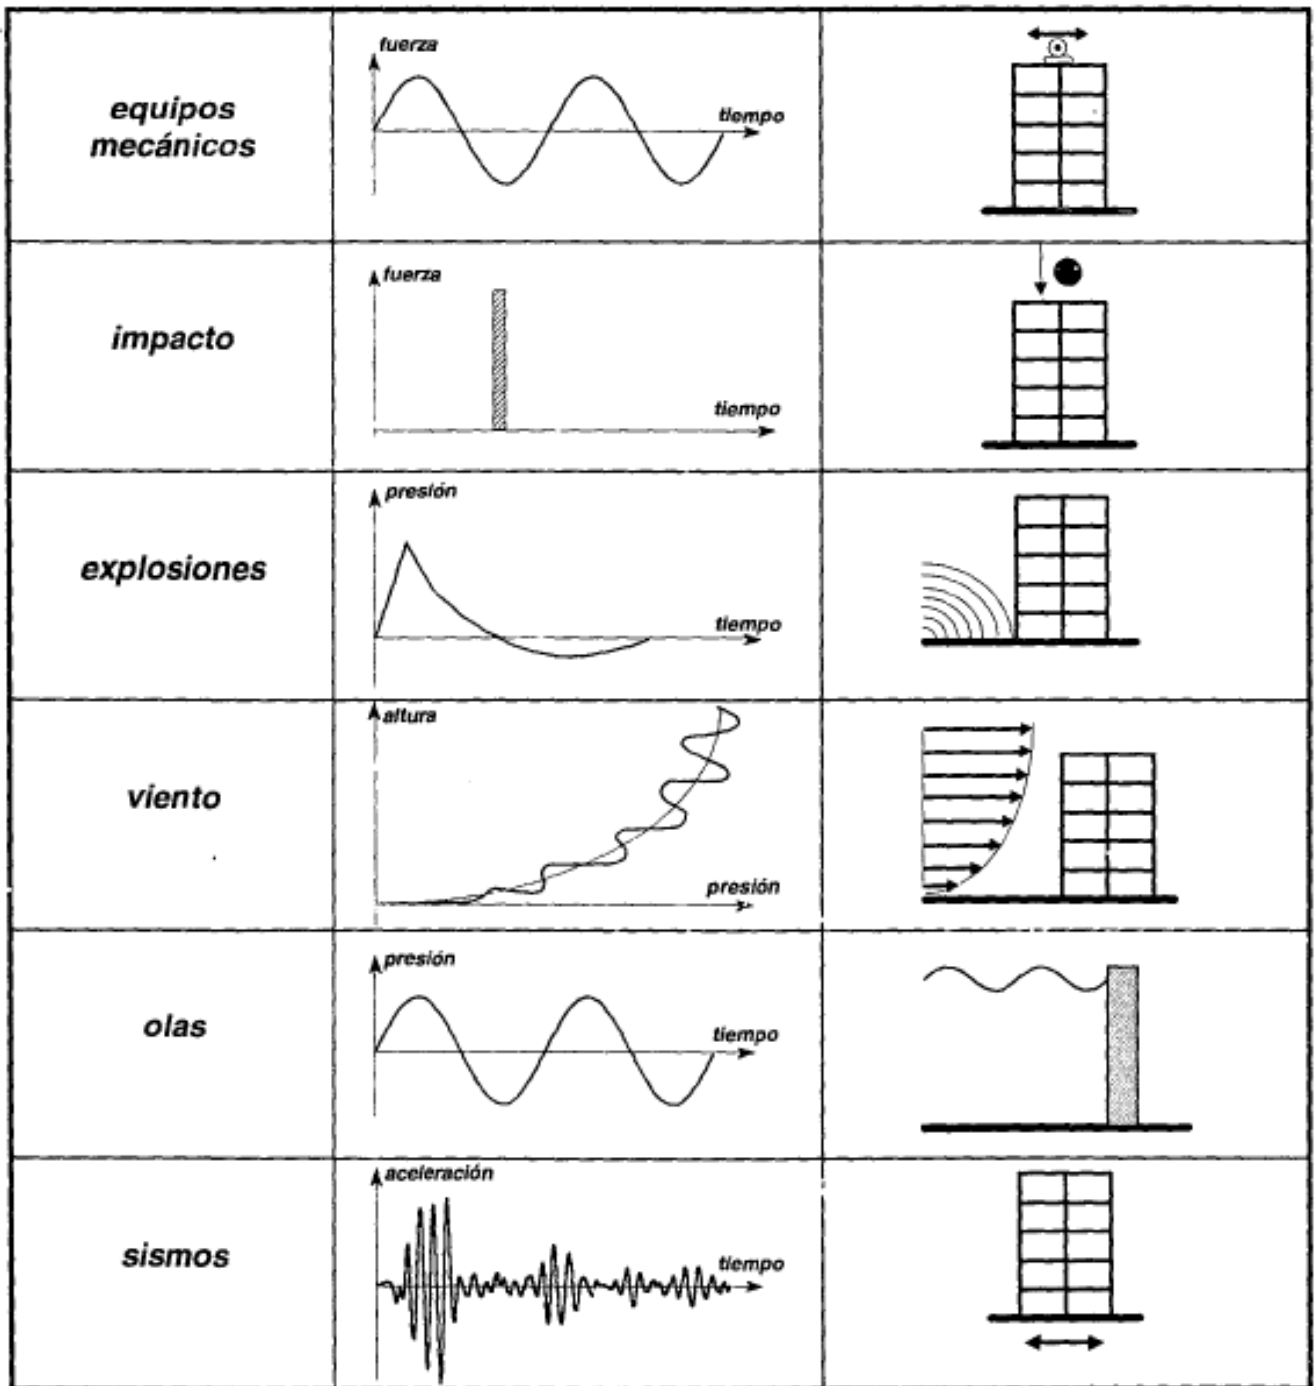 equipos
mecánicos
fuerza
tiempo
impacto
fuerza
tiempo
explosiones
presión
tiempo
viento
altura
presión
olas
presión
tiempo
sismos
aceleración
tiempo